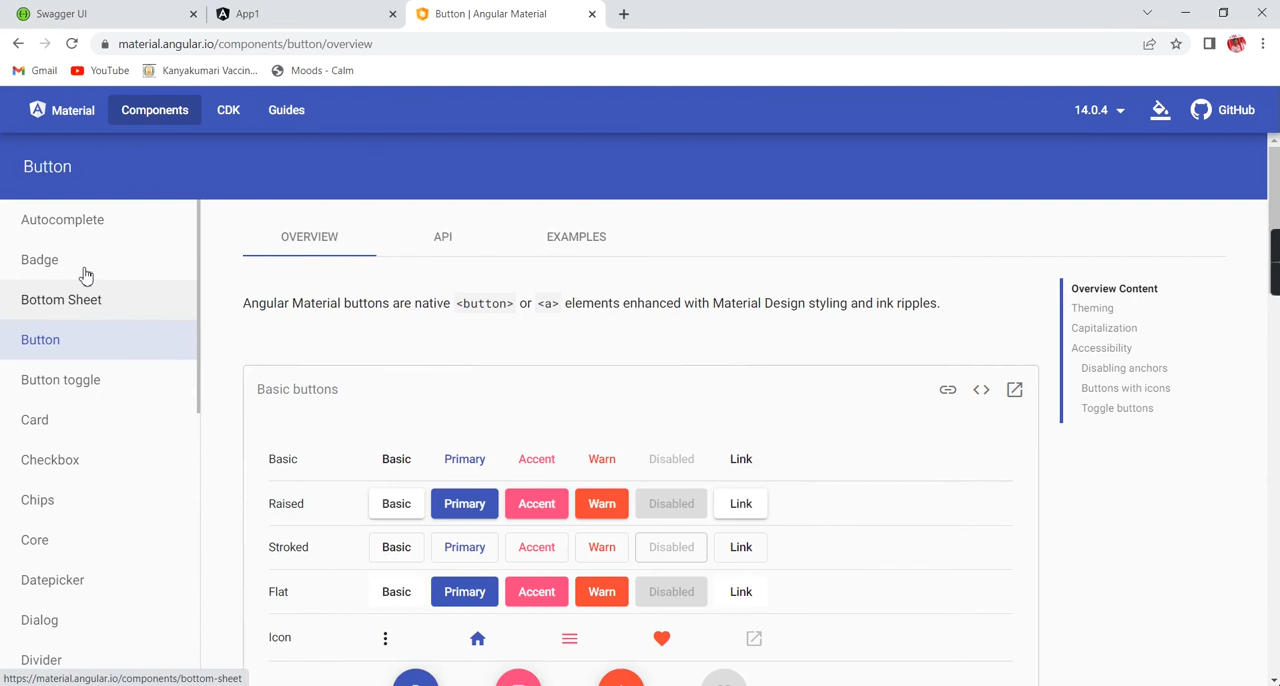 Swagger UI
App1
Button | Angular Material
material.angular.io/components/button/overview
Gmail
YouTube
Kanyakumari Vaccin...
Moods - Calm
Material
Components
CDK
Guides
14.0.4
GitHub
Button
Autocomplete
Badge
Bottom Sheet
Button
Button toggle
Card
Checkbox
Chips
Core
Datepicker
Dialog
Divider
OVERVIEW
API
EXAMPLES
Angular Material buttons are native <button> or <a> elements enhanced with Material Design styling and ink ripples.
Overview Content
Theming
Capitalization
Accessibility
Disabling anchors
Buttons with icons
Toggle buttons
Basic buttons
Basic Basic Primary Accent Warn Disabled Link
Raised Basic Primary Accent Warn Disabled Link
Stroked Basic Primary Accent Warn Disabled Link
Flat Basic Primary Accent Warn Disabled Link
Icon
https://material.angular.io/components/bottom-sheet